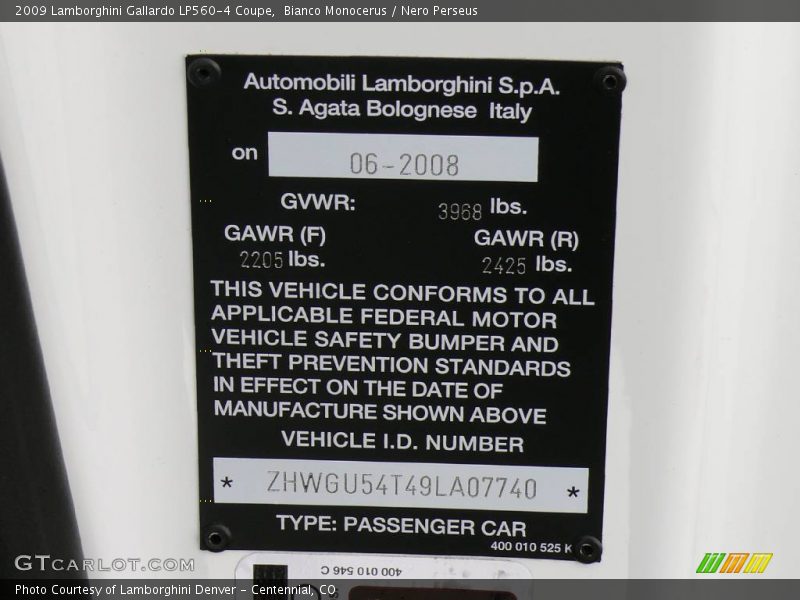 2009 Lamborghini Gallardo LP560-4 Coupe,  Bianco Monocerus / Nero Perseus
Automobili Lamborghini S.p.A.
S. Agata Bolognese Italy
on 06-2008
GVWR: 3968 lbs.
GAWR (F) GAWR (R)
2205 lbs. 2425 lbs.
THIS VEHICLE CONFORMS TO ALL
APPLICABLE FEDERAL MOTOR
VEHICLE SAFETY BUMPER AND
THEFT PREVENTION STANDARDS
IN EFFECT ON THE DATE OF
MANUFACTURE SHOWN ABOVE
VEHICLE I.D. NUMBER
* ZHWGU54T49LA07740 *
TYPE: PASSENGER CAR
400 010 525 K
400 010 546 C
GTCARLOT.COM
Photo Courtesy of Lamborghini Denver - Centennial, CO.